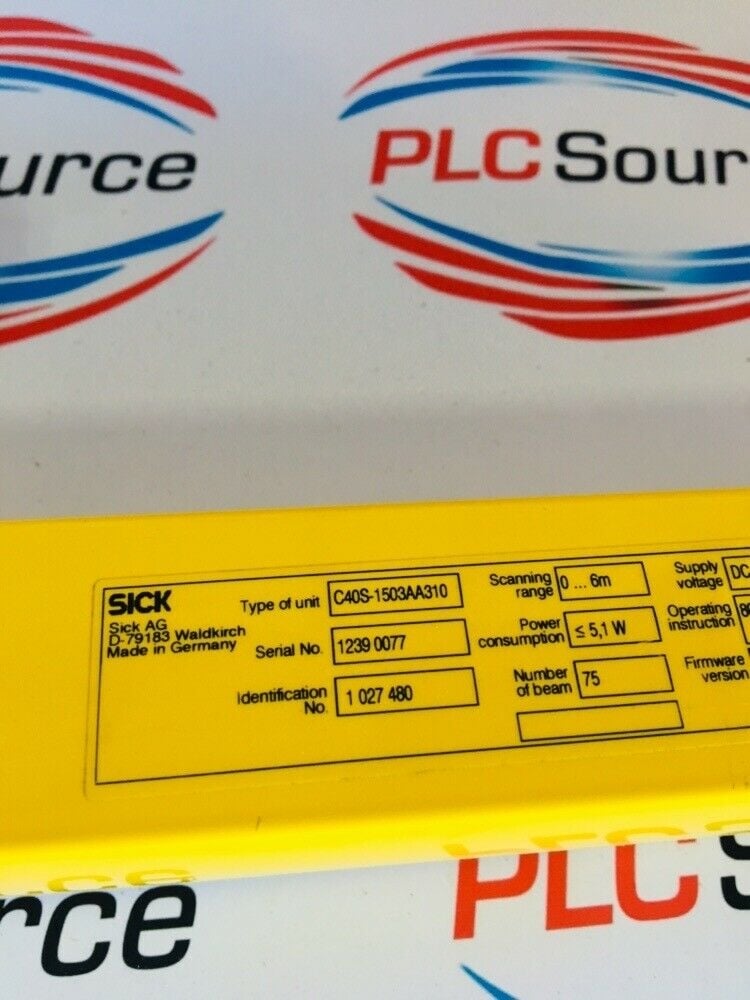 urce
PLC Sour
SICK
Sick AG
D-79183 Waldkirch
Made in Germany
Type of unit
C40S-1503AA310
Serial No.
1239 0077
Identification
No.
1 027 480
Scanning
range
0 ... 6m
Power
consumption
≤ 5,1 W
Number
of beam
75
Supply
voltage
DC
Operating
instruction
Firmware
version
rce
PLC